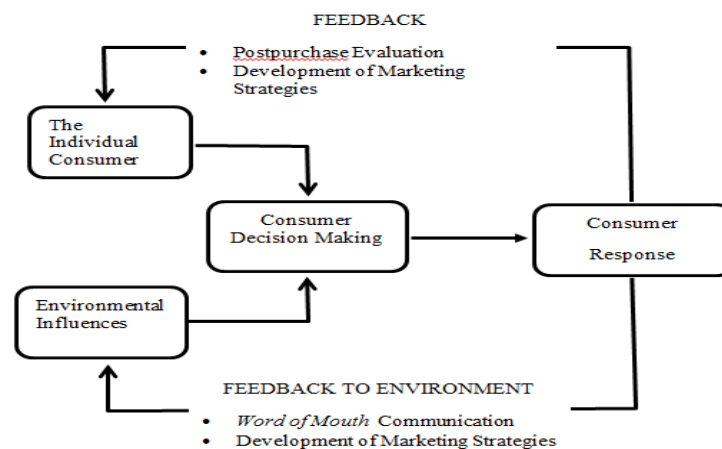 FEEDBACK
• Postpurchase Evaluation
• Development of Marketing
Strategies
The
Individual
Consumer
Consumer
Decision Making
Consumer
Response
Environmental
Influences
FEEDBACK TO ENVIRONMENT
• Word of Mouth Communication
• Development of Marketing Strategies